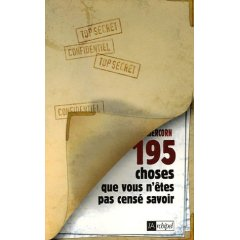 TOP SECRET
CONFIDENTIEL
TOP SECRET
CONFIDENTIEL
195
choses
que vous n'êtes
pas censé savoir
l'Archipel